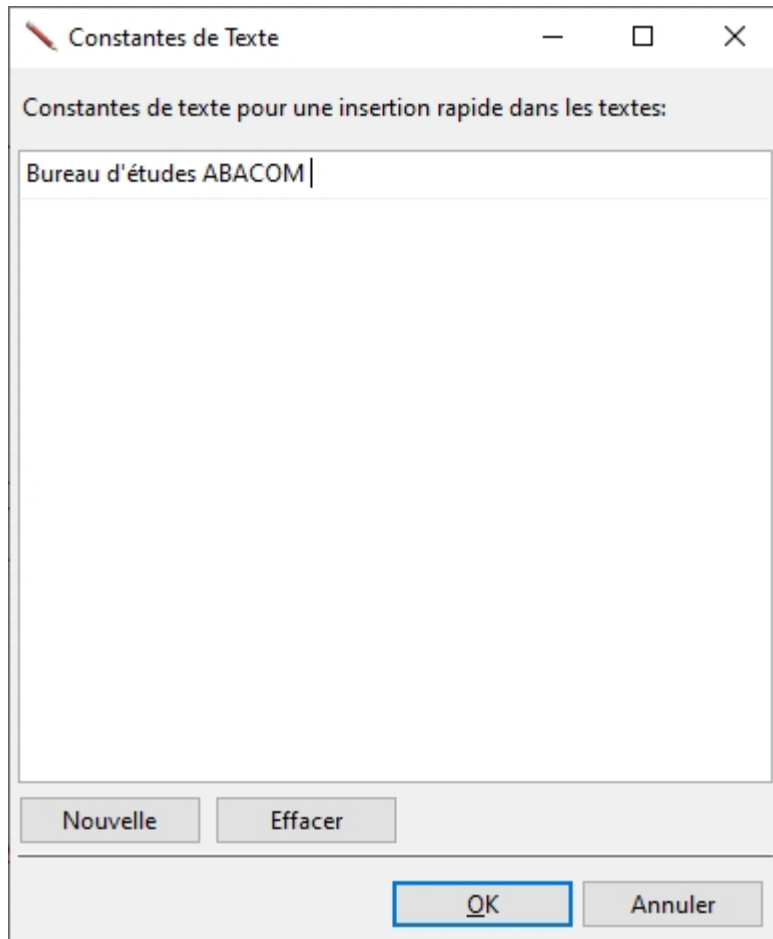 Constantes de Texte
Constantes de texte pour une insertion rapide dans les textes:
Bureau d'études ABACOM
Nouvelle
Effacer
OK
Annuler